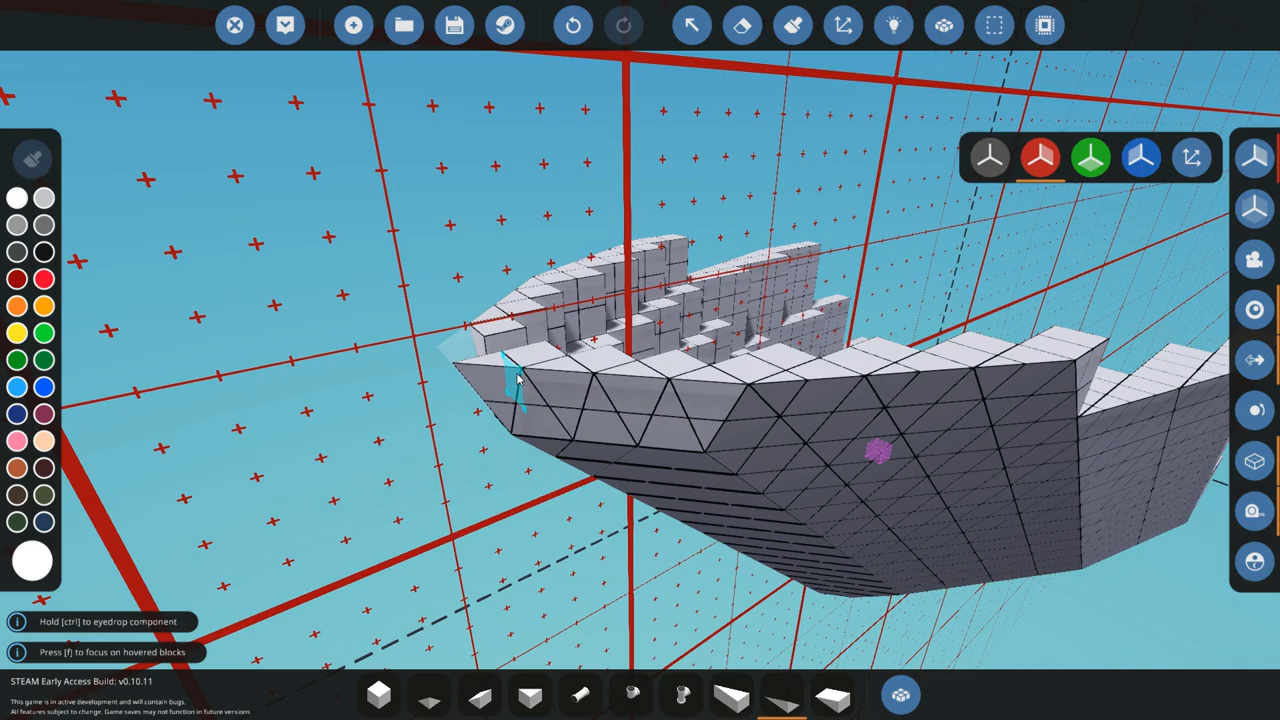 Hold [ctrl] to eyedrop component
Press [f] to focus on hovered blocks
STEAM Early Access Build: v0.10.11
This game is in active development and will contain bugs.
All features subject to change. Game saves may not function in future versions.